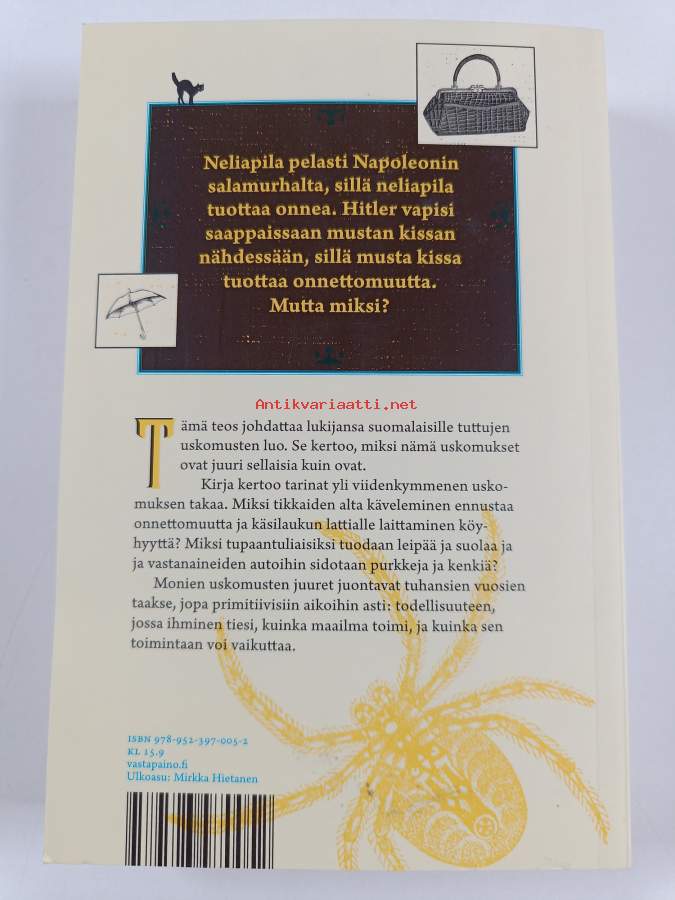 Neliapila pelasti Napoleonin
salamurhalta, sillä neliapila
tuottaa onnea. Hitler vapisi
saappaissaan mustan kissan
nähdessään, sillä musta kissa
tuottaa onnettomuutta.
Mutta miksi?
Antikvariaatti.net
Tämä teos johdattaa lukijansa suomalaisille tuttujen
uskomusten luo. Se kertoo, miksi nämä uskomukset
ovat juuri sellaisia kuin ovat.
Kirja kertoo tarinat yli viidenkymmenen usko-
muksen takaa. Miksi tikkaiden alta käveleminen ennustaa
onnettomuutta ja käsilaukun lattialle laittaminen köy-
hyyttä? Miksi tupaantuliaisiksi tuodaan leipää ja suolaa ja
ja vastanaineiden autoihin sidotaan purkkeja ja kenkiä?
Monien uskomusten juuret juontavat tuhansien vuosien
taakse, jopa primitiivisiin aikoihin asti: todellisuuteen,
jossa ihminen tiesi, kuinka maailma toimi, ja kuinka sen
toimintaan voi vaikuttaa.
ISBN 978-952-397-005-2
KL 15.9
vastapaino.fi
Ulkoasu: Mirkka Hietanen